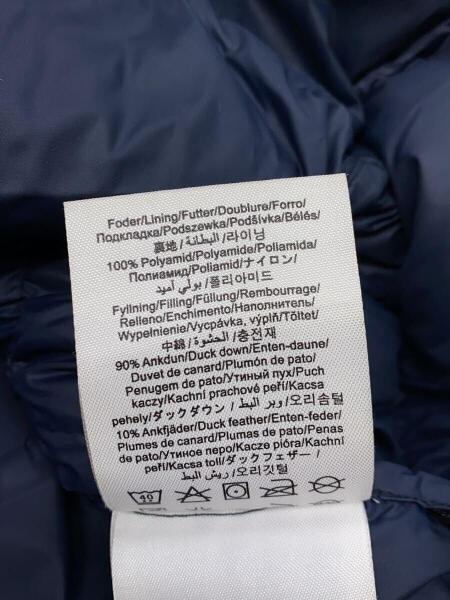 Foder/Lining/Futter/Doublure/Forro/
Подкладка/Podszewka/Podšívka/Bélés/
裏地/البطانة/라이닝
100% Polyamid/Polyamide/Poliamida/
Полиамид/Poliamid/ナイロン/
بولي أميد/폴리아미드
Fyllning/Filling/Füllung/Rembourrage/
Relleno/Enchimento/Наполнитель/
Wypełnienie/Vycpávka, výplň/Töltet/
中綿/الحشوة/충전재
90% Ankdun/Duck down/Enten-daune/
Duvet de canard/Plumón de pato/
Penugem de pato/Утиный пух/Puch
kaczy/Kachní prachové peří/Kacsa
pehely/ダックダウン/وبر البط/오리솜털
10% Ankfjäder/Duck feather/Enten-feder/
Plumes de canard/Plumas de pato/Penas
de pato/Утиное перо/Kacze pióra/Kachní
peří/Kacsa toll/ダックフェザー/
ريش البط/오리깃털
40